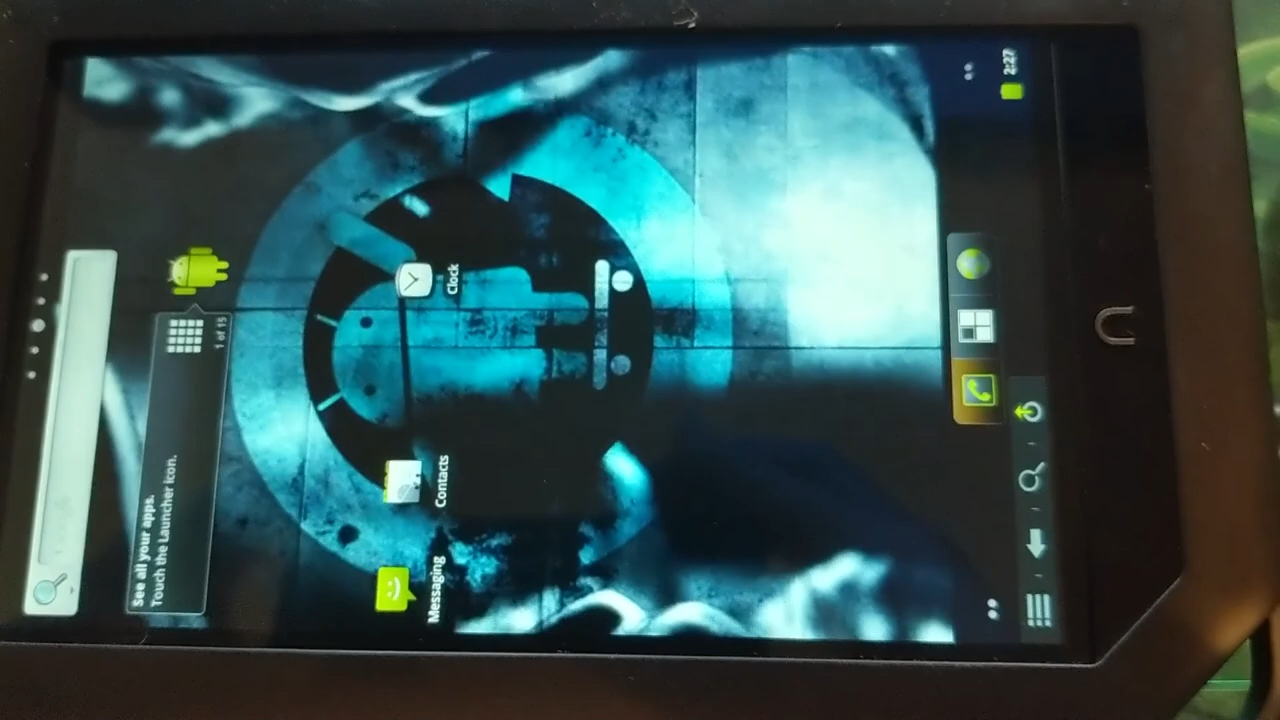 See all your apps.
Touch the Launcher icon.
1 of 15
Messaging
Contacts
Clock
2:27